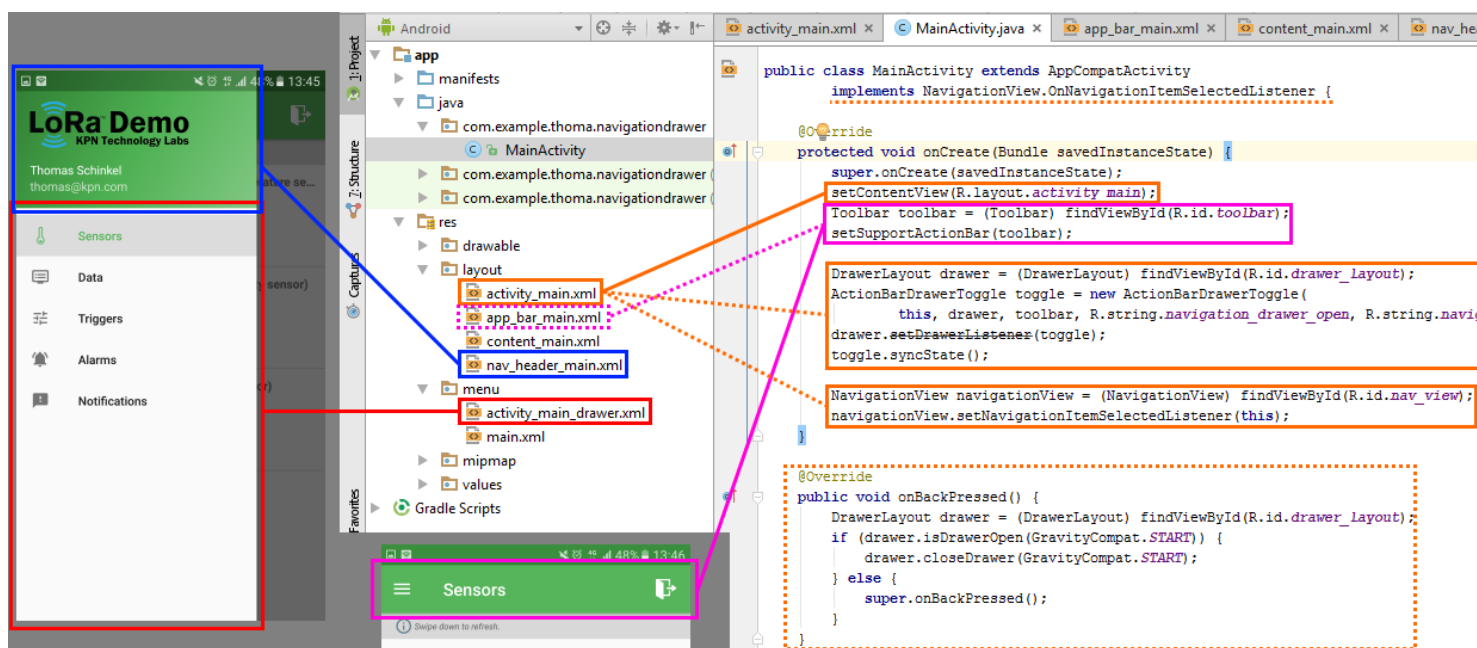 13:45
LoRa Demo
KPN Technology Labs
Thomas Schinkel
thomas@kpn.com
ature se...
Sensors
Data
sensor)
Triggers
Alarms
Notifications
1: Project
7: Structure
Captures
Favorites
Android
app
manifests
java
com.example.thoma.navigationdrawer
MainActivity
com.example.thoma.navigationdrawer (
com.example.thoma.navigationdrawer (
res
drawable
layout
activity_main.xml
app_bar_main.xml
content_main.xml
nav_header_main.xml
menu
activity_main_drawer.xml
main.xml
mipmap
values
Gradle Scripts
48% 13:46
Sensors
Swipe down to refresh.
activity_main.xml × MainActivity.java × app_bar_main.xml × content_main.xml × nav_hea
public class MainActivity extends AppCompatActivity
implements NavigationView.OnNavigationItemSelectedListener {
@Override
protected void onCreate(Bundle savedInstanceState) {
super.onCreate(savedInstanceState);
setContentView(R.layout.activity_main);
Toolbar toolbar = (Toolbar) findViewById(R.id.toolbar);
setSupportActionBar(toolbar);
DrawerLayout drawer = (DrawerLayout) findViewById(R.id.drawer_layout);
ActionBarDrawerToggle toggle = new ActionBarDrawerToggle(
this, drawer, toolbar, R.string.navigation_drawer_open, R.string.navig
drawer.setDrawerListener(toggle);
toggle.syncState();
NavigationView navigationView = (NavigationView) findViewById(R.id.nav_view);
navigationView.setNavigationItemSelectedListener(this);
}
@Override
public void onBackPressed() {
DrawerLayout drawer = (DrawerLayout) findViewById(R.id.drawer_layout);
if (drawer.isDrawerOpen(GravityCompat.START)) {
drawer.closeDrawer(GravityCompat.START);
} else {
super.onBackPressed();
}
}